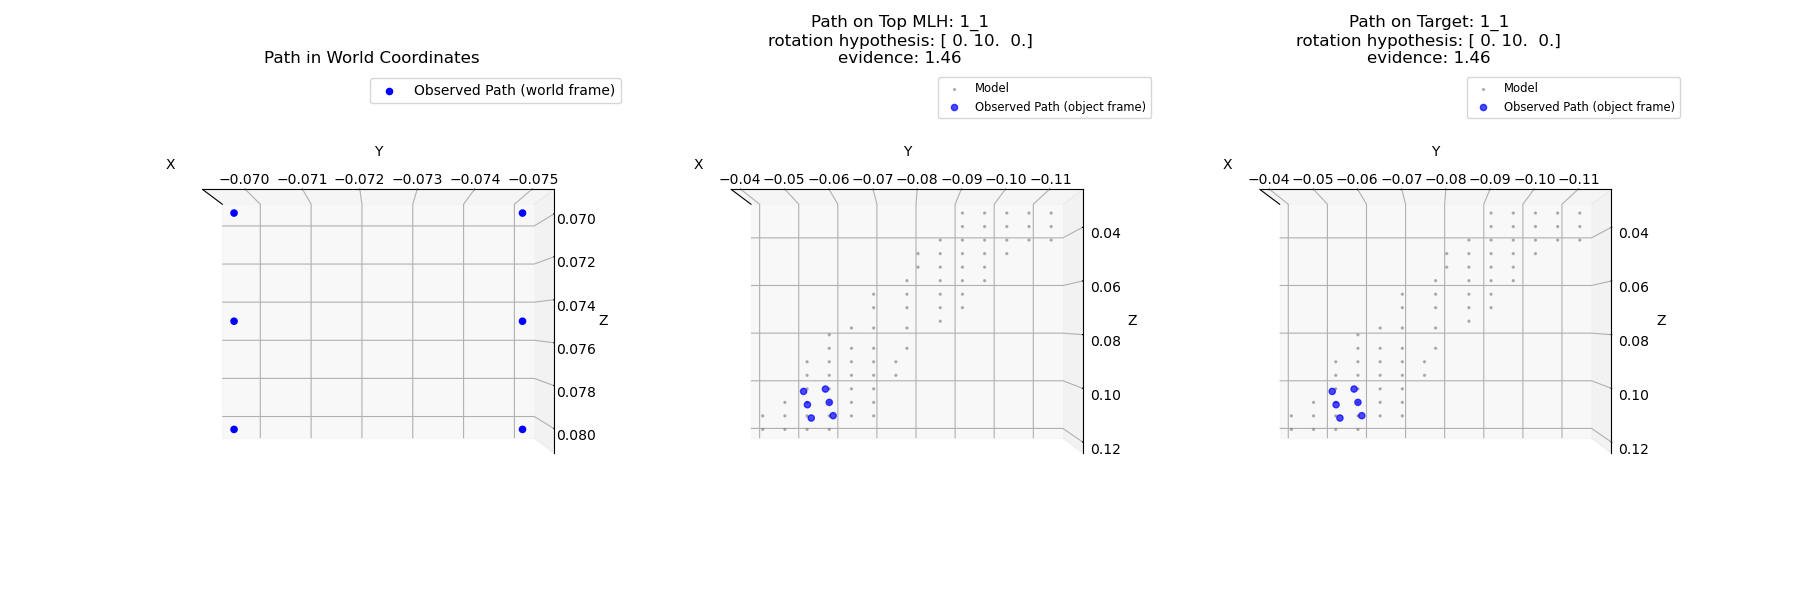 Path in World Coordinates
Observed Path (world frame)
X
Y
−0.070 −0.071 −0.072 −0.073 −0.074 −0.075
0.070
0.072
0.074
0.076
0.078
0.080
Z
Path on Top MLH: 1_1
rotation hypothesis: [ 0. 10.  0.]
evidence: 1.46
Model
Observed Path (object frame)
X
Y
−0.04 −0.05 −0.06 −0.07 −0.08 −0.09 −0.10 −0.11
0.04
0.06
0.08
0.10
0.12
Z
Path on Target: 1_1
rotation hypothesis: [ 0. 10.  0.]
evidence: 1.46
Model
Observed Path (object frame)
X
Y
−0.04 −0.05 −0.06 −0.07 −0.08 −0.09 −0.10 −0.11
0.04
0.06
0.08
0.10
0.12
Z